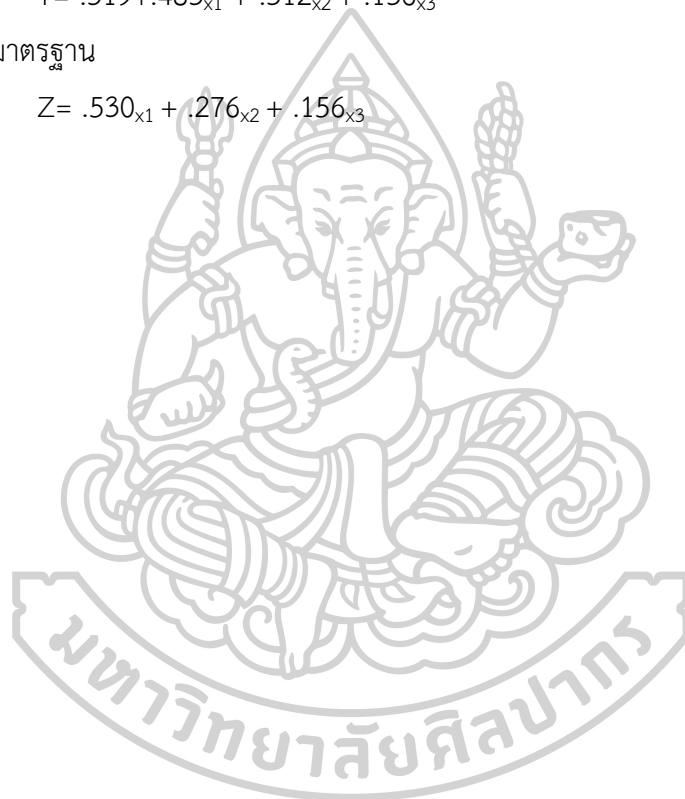 มาตรฐาน
Z= .530x1 + .276x2 + .156x3
มหาวิทยาลัยศิลปากร